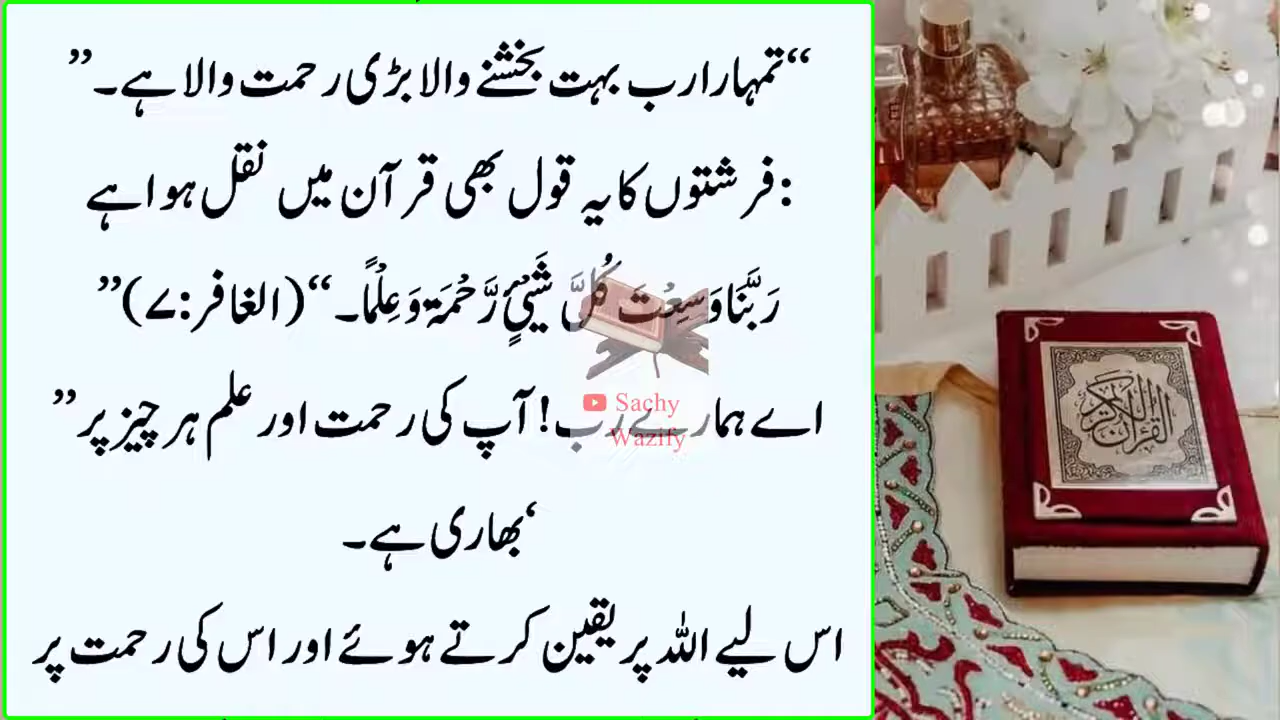 “تمہارا رب بہت بخشنے والا بڑی رحمت والا ہے۔”
:فرشتوں کا یہ قول بھی قرآن میں نقل ہوا ہے
رَبَّنَا وَسِعْتَ كُلَّ شَیْیٍٔ رَّحْمَةً وَعِلْمًا۔“ (الغافر:۷)”
اے ہمارے رب! آپ کی رحمت اور علم ہر چیز پر”
‘بھاری ہے۔
اس لیے اللہ پر یقین کرتے ہوئے اور اس کی رحمت پر
Sachy
Wazify
القرآن الكريم